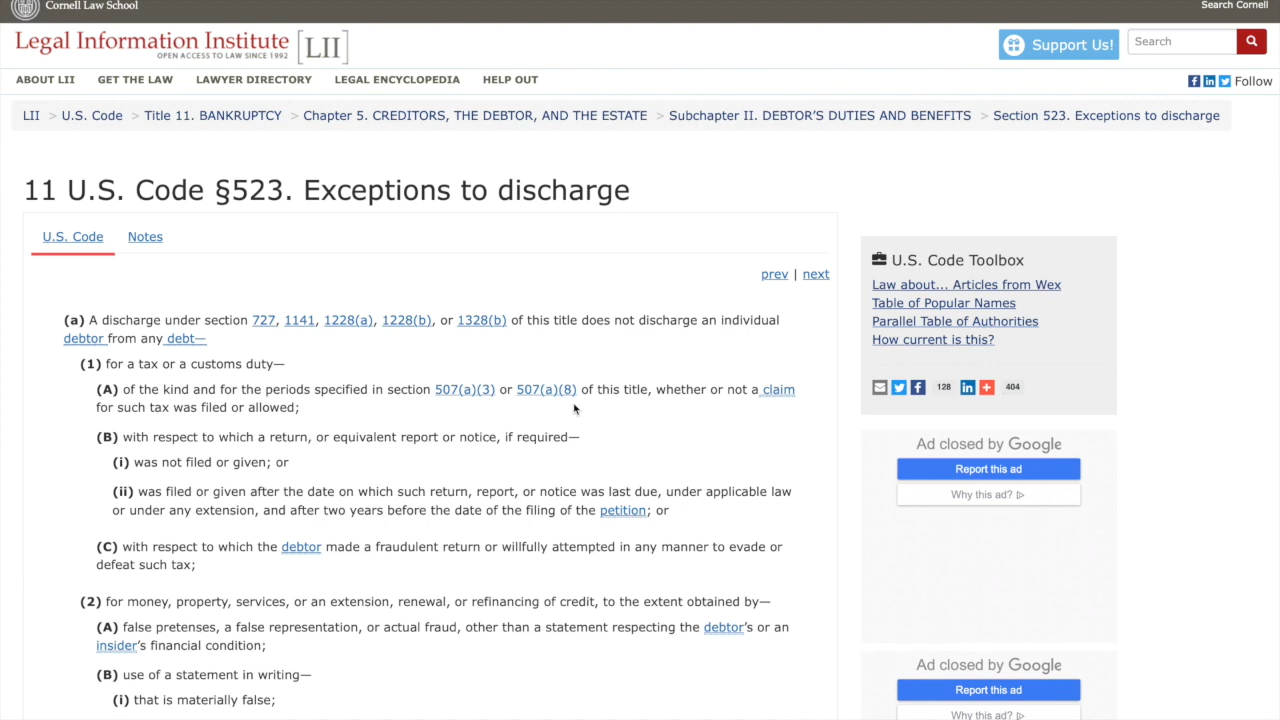 Cornell Law School
Search Cornell
Legal Information Institute [LII]
OPEN ACCESS TO LAW SINCE 1992
Support Us!
Search
ABOUT LII GET THE LAW LAWYER DIRECTORY LEGAL ENCYCLOPEDIA HELP OUT
Follow
LII > U.S. Code > Title 11. BANKRUPTCY > Chapter 5. CREDITORS, THE DEBTOR, AND THE ESTATE > Subchapter II. DEBTOR'S DUTIES AND BENEFITS > Section 523. Exceptions to discharge
11 U.S. Code §523. Exceptions to discharge
U.S. Code Notes
prev | next
(a) A discharge under section 727, 1141, 1228(a), 1228(b), or 1328(b) of this title does not discharge an individual
debtor from any debt—
(1) for a tax or a customs duty—
(A) of the kind and for the periods specified in section 507(a)(3) or 507(a)(8) of this title, whether or not a claim
for such tax was filed or allowed;
(B) with respect to which a return, or equivalent report or notice, if required—
(i) was not filed or given; or
(ii) was filed or given after the date on which such return, report, or notice was last due, under applicable law
or under any extension, and after two years before the date of the filing of the petition; or
(C) with respect to which the debtor made a fraudulent return or willfully attempted in any manner to evade or
defeat such tax;
(2) for money, property, services, or an extension, renewal, or refinancing of credit, to the extent obtained by—
(A) false pretenses, a false representation, or actual fraud, other than a statement respecting the debtor's or an
insider's financial condition;
(B) use of a statement in writing—
(i) that is materially false;
U.S. Code Toolbox
Law about... Articles from Wex
Table of Popular Names
Parallel Table of Authorities
How current is this?
128 404
Ad closed by Google
Report this ad
Why this ad?
Ad closed by Google
Report this ad
Why this ad?